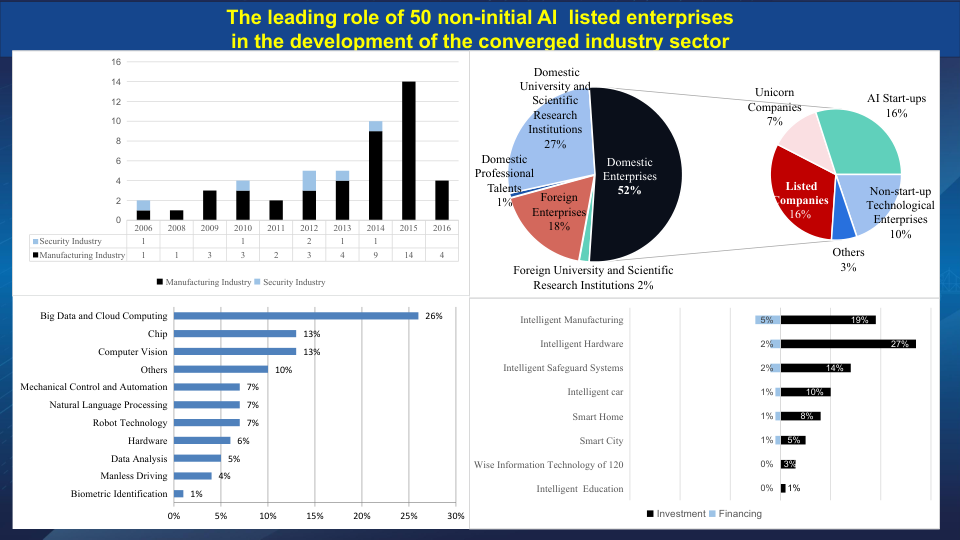 The leading role of 50 non-initial AI listed enterprises
in the development of the converged industry sector
16
14
12
10
8
6
4
2
0
2006 2008 2009 2010 2011 2012 2013 2014 2015 2016
Security Industry 1 1 2 1 1
Manufacturing Industry 1 1 3 3 2 3 4 9 14 4
Manufacturing Industry Security Industry
Domestic
University and
Scientific
Research
Institutions
27%
Domestic
Professional
Talents
1%
Foreign
Enterprises
18%
Domestic
Enterprises
52%
Foreign University and Scientific
Research Institutions 2%
Unicorn
Companies
7%
AI Start-ups
16%
Listed
Companies
16%
Non-start-up
Technological
Enterprises
10%
Others
3%
Big Data and Cloud Computing 26%
Chip 13%
Computer Vision 13%
Others 10%
Mechanical Control and Automation 7%
Natural Language Processing 7%
Robot Technology 7%
Hardware 6%
Data Analysis 5%
Manless Driving 4%
Biometric Identification 1%
0% 5% 10% 15% 20% 25% 30%
Intelligent Manufacturing 5% 19%
Intelligent Hardware 2% 27%
Intelligent Safeguard Systems 2% 14%
Intelligent car 1% 10%
Smart Home 1% 8%
Smart City 1% 5%
Wise Information Technology of 120 0% 3%
Intelligent Education 0% 1%
Investment Financing